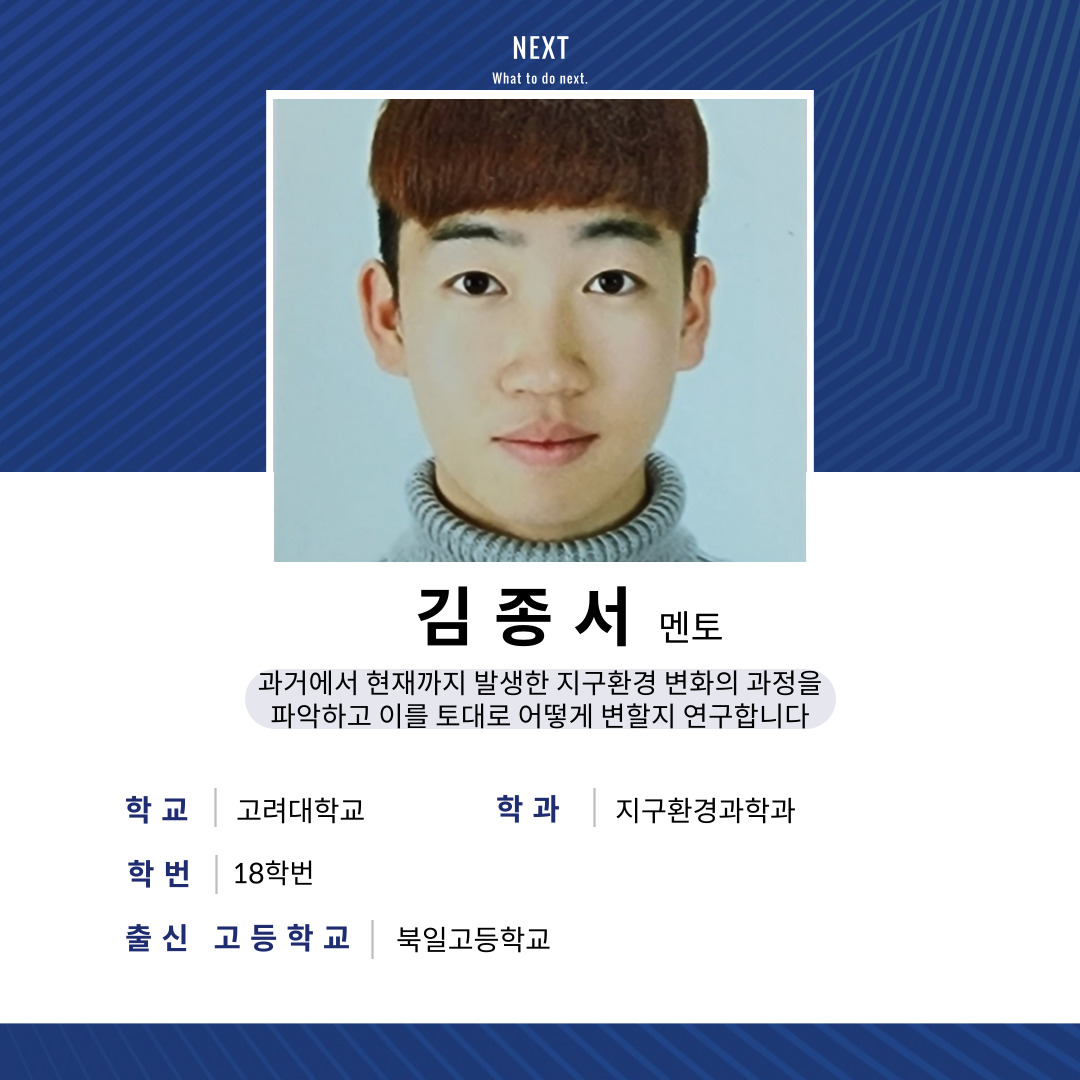 NEXT
What to do next.
김종서 멘토
과거에서 현재까지 발생한 지구환경 변화의 과정을
파악하고 이를 토대로 어떻게 변할지 연구합니다
학교 고려대학교 학과 지구환경과학과
학번 18학번
출신 고등학교 북일고등학교